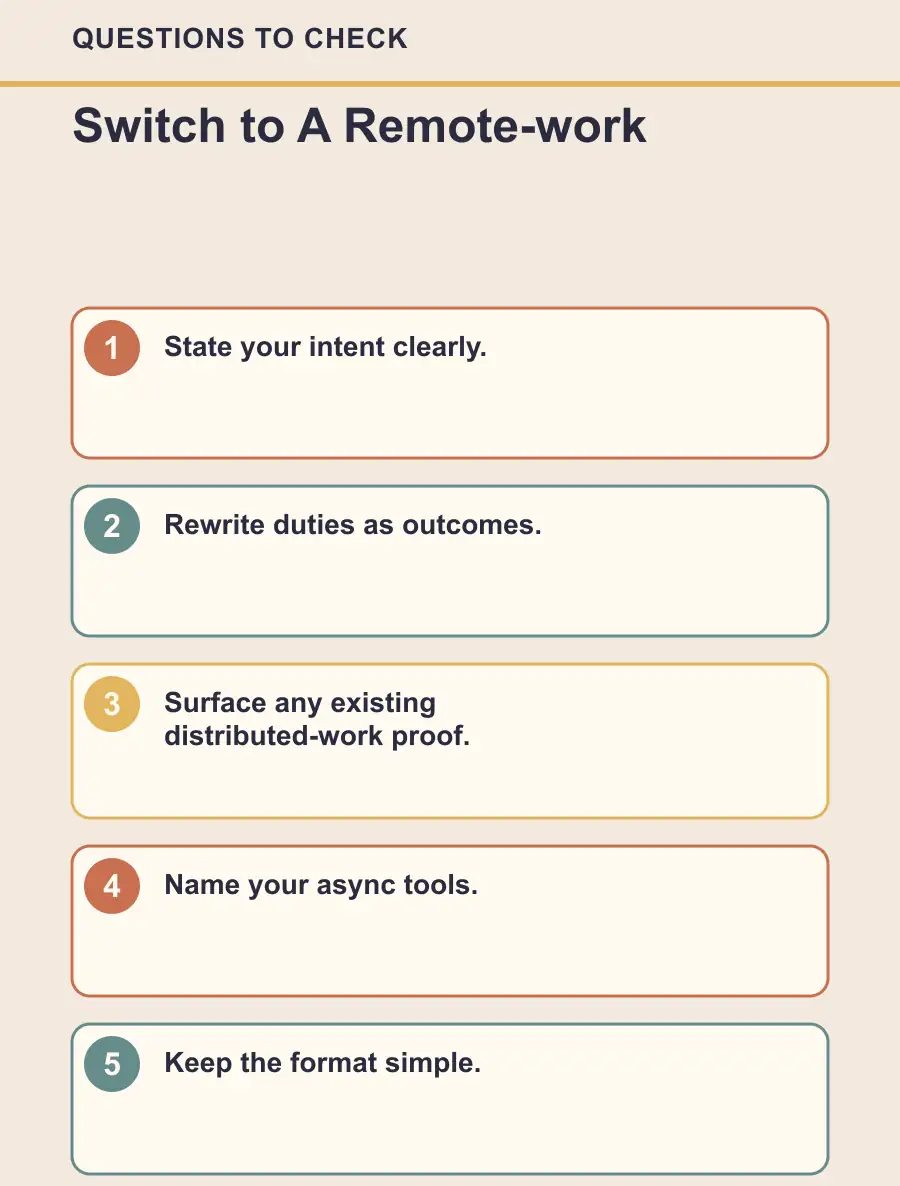 QUESTIONS TO CHECK
Switch to A Remote-work
1
State your intent clearly.
2
Rewrite duties as outcomes.
3
Surface any existing
distributed-work proof.
4
Name your async tools.
5
Keep the format simple.